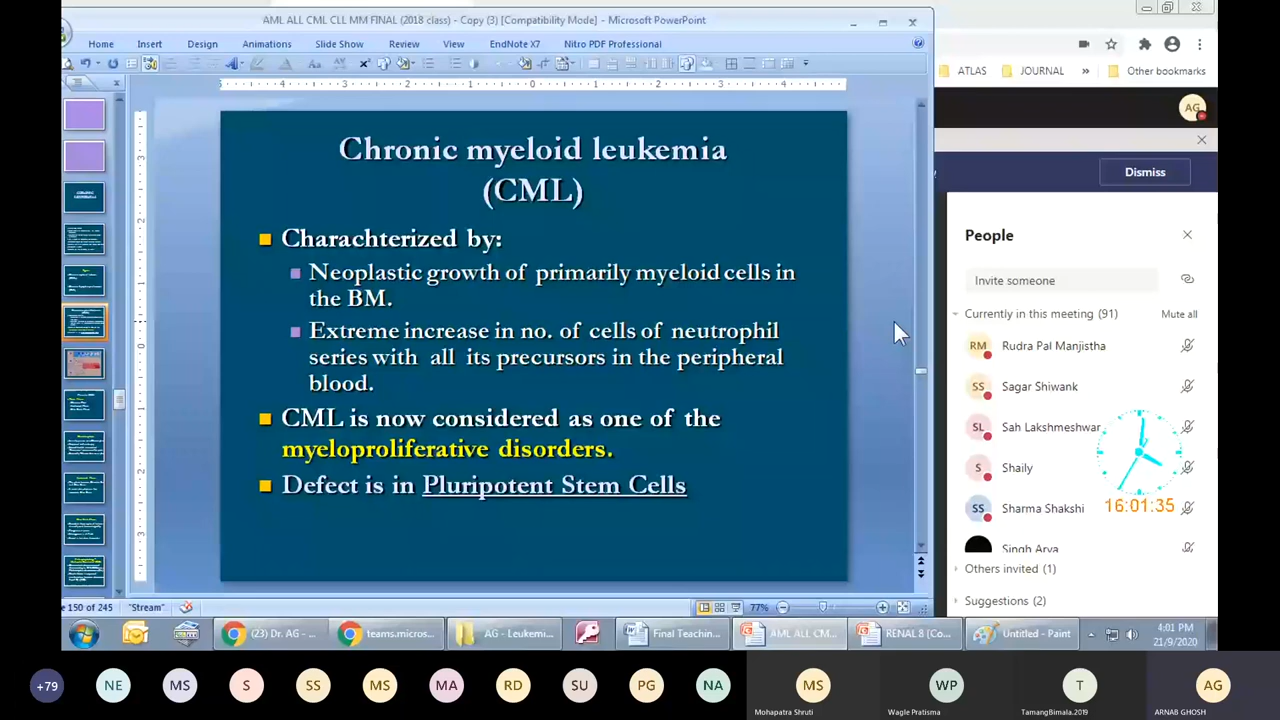 AML ALL CML CLL MM FINAL (2018 class) - Copy (3) [Compatibility Mode] - Microsoft PowerPoint
Home Insert Design Animations Slide Show Review View EndNote X7 Nitro PDF Professional
ATLAS JOURNAL » Other bookmarks
AG
Dismiss
Chronic myeloid leukemia
(CML)
Charachterized by:
Neoplastic growth of primarily myeloid cells in
the BM.
Extreme increase in no. of cells of neutrophil
series with all its precursors in the peripheral
blood.
CML is now considered as one of the
myeloproliferative disorders.
Defect is in Pluripotent Stem Cells
People
Invite someone
Currently in this meeting (91) Mute all
RM Rudra Pal Manjistha
SS Sagar Shiwank
SL Sah Lakshmeshwar
S Shaily
SS Sharma Shakshi
Singh Arya
16:01:35
Others invited (1)
Suggestions (2)
150 of 245 "Stream" 77%
(23) Dr. AG - ... teams.micros... AG - Leukemi... Final Teachin... AML ALL CM... RENAL 8 [Co... Untitled - Paint
4:01 PM
21/9/2020
+79 NE MS S SS MS MA RD SU PG NA MS WP T AG
Mohapatra Shruti Wagle Pratisma TamangBimala.2019 ARNAB GHOSH